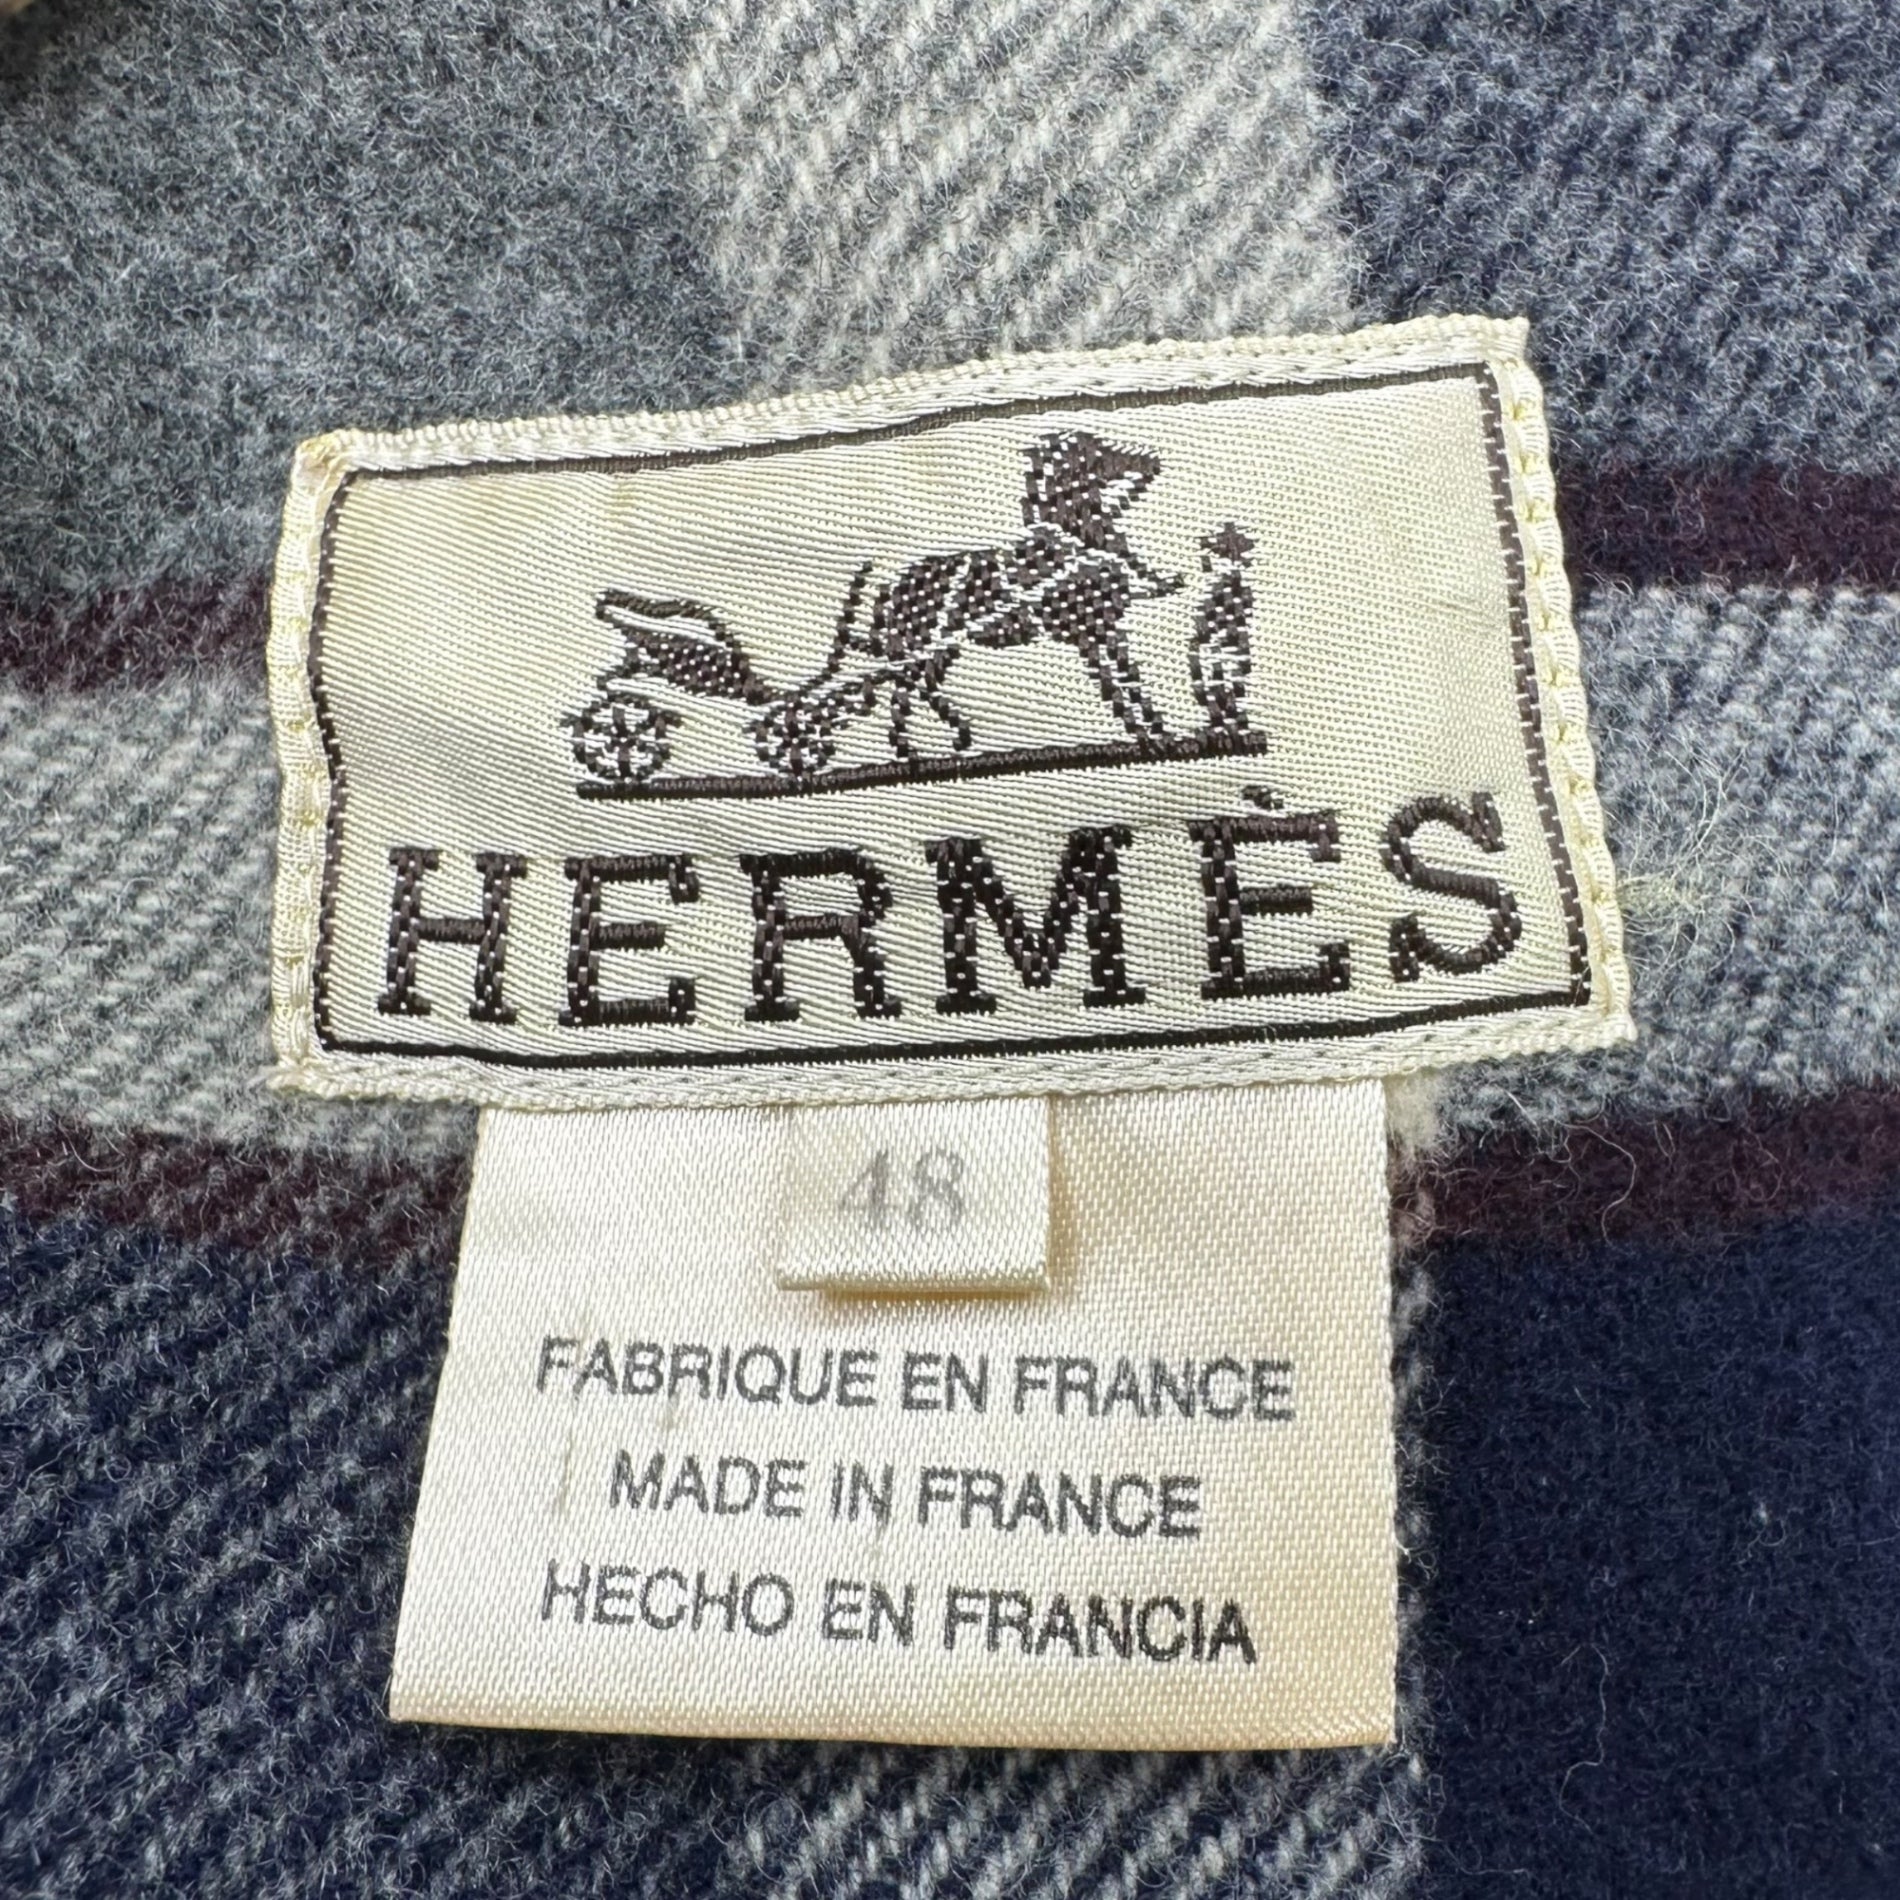 HERMÈS
48
FABRIQUE EN FRANCE
MADE IN FRANCE
HECHO EN FRANCIA